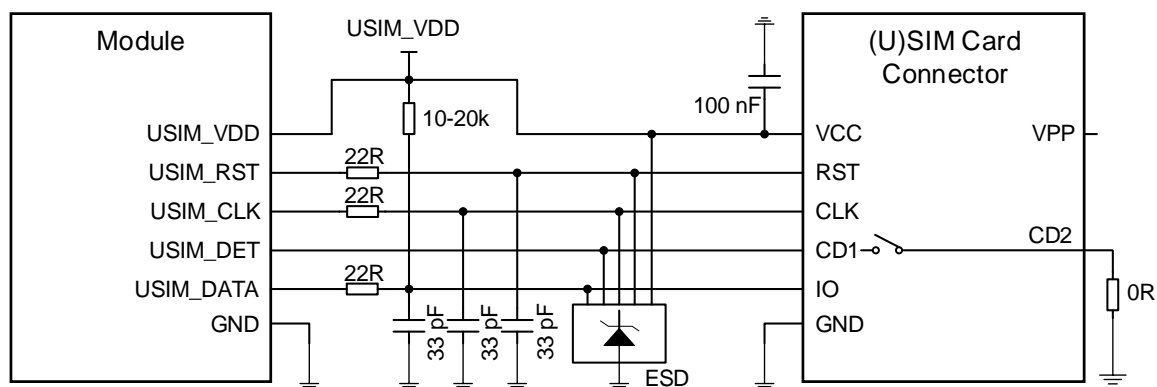 Module
USIM_VDD
(U)SIM Card
Connector
100 nF
10-20k
USIM_VDD
VCC
VPP
22R
USIM_RST
RST
22R
USIM_CLK
CLK
USIM_DET
CD1
CD2
22R
USIM_DATA
IO
0R
GND
33 pF
33 pF
33 pF
GND
ESD